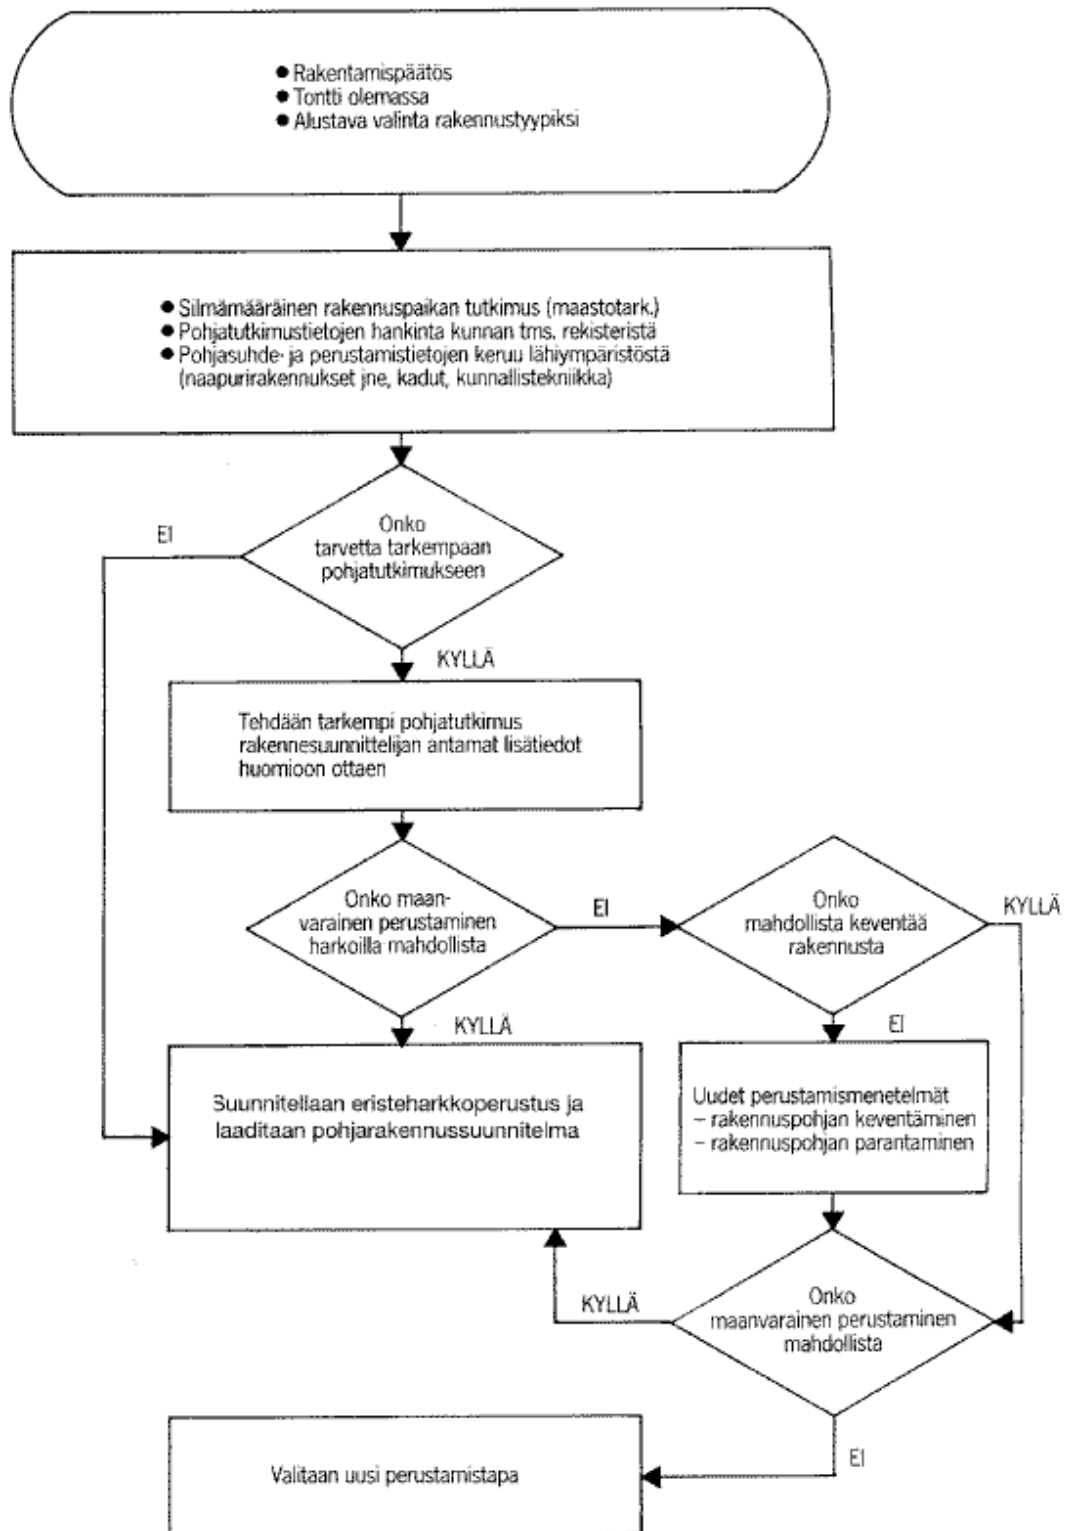 ● Rakentamispäätös
● Tontti olemassa
● Alustava valinta rakennustyypiksi
● Silmämääräinen rakennuspaikan tutkimus (maastotark.)
● Pohjatutkimustietojen hankinta kunnan tms. rekisteristä
● Pohjasuhde- ja perustamistietojen keruu lähiympäristöstä
(naapurirakennukset jne, kadut, kunnallistekniikka)
EI
Onko
tarvetta tarkempaan
pohjatutkimukseen
KYLLÄ
Tehdään tarkempi pohjatutkimus
rakennesuunnittelijan antamat lisätiedot
huomioon ottaen
Onko maan-
varainen perustaminen
harkoilla mahdollista
EI
Onko
mahdollista keventää
rakennusta
KYLLÄ
KYLLÄ
EI
Suunnitellaan eristeharkkoperustus ja
laaditaan pohjarakennussuunnitelma
Uudet perustamismenetelmät
– rakennuspohjan keventäminen
– rakennuspohjan parantaminen
KYLLÄ
Onko
maanvarainen perustaminen
mahdollista
EI
Valitaan uusi perustamistapa